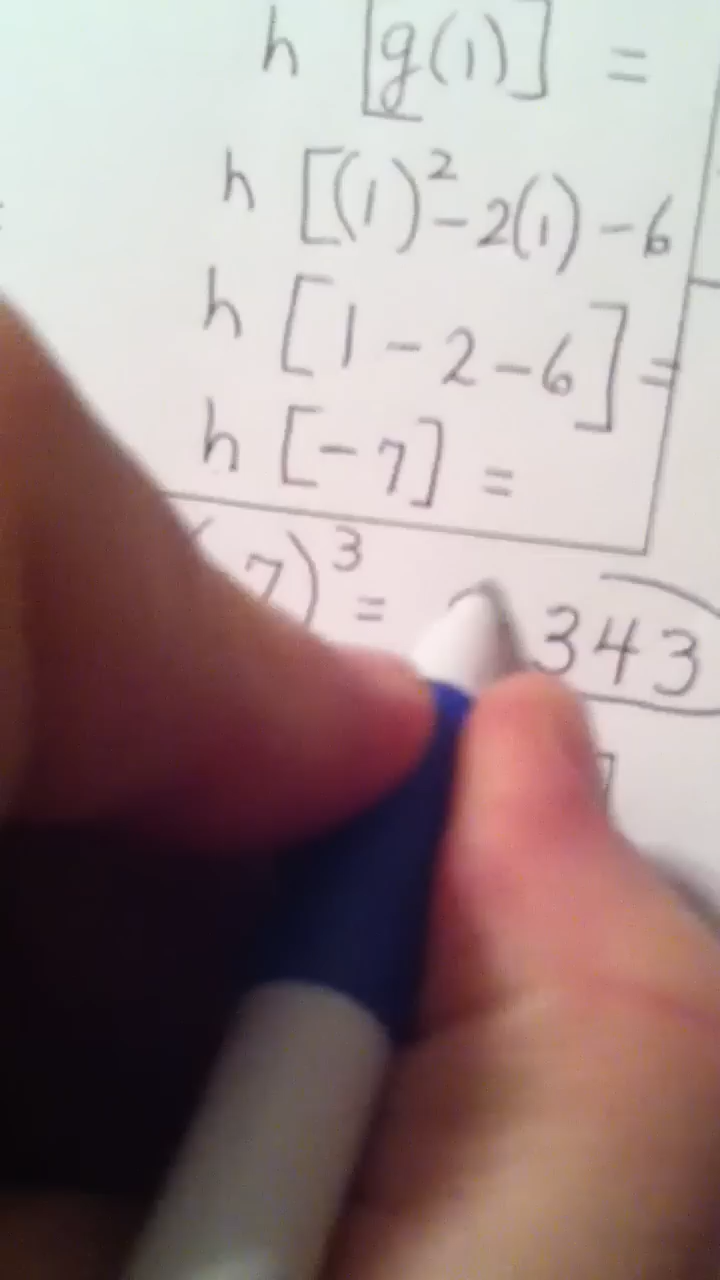 h [g(1)] =
h [(1)²-2(1)-6
h [1-2-6] =
h [-7] =
7)³ = 343